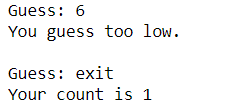 Guess: 6
You guess too low.
Guess: exit
Your count is 1